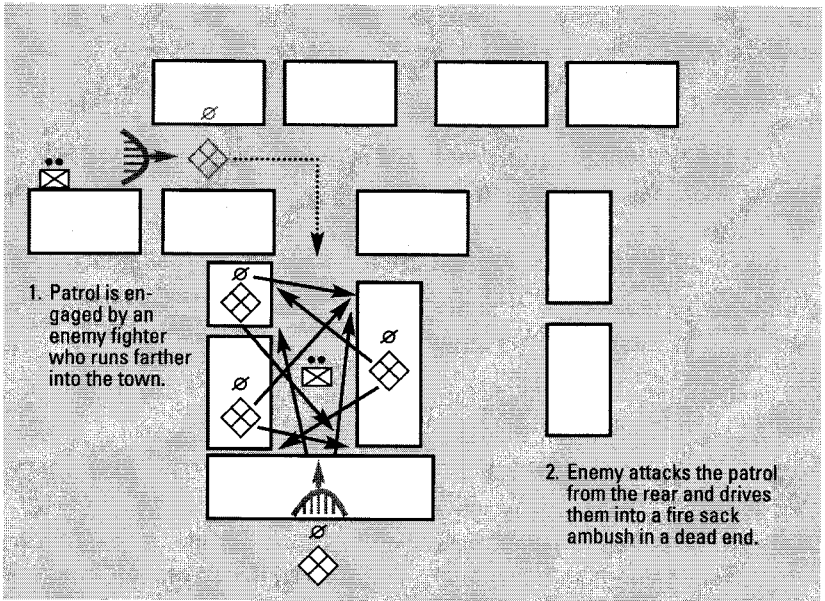 1. Patrol is en-
gaged by an
enemy fighter
who runs farther
into the town.
2. Enemy attacks the patrol
from the rear and drives
them into a fire sack
ambush in a dead end.